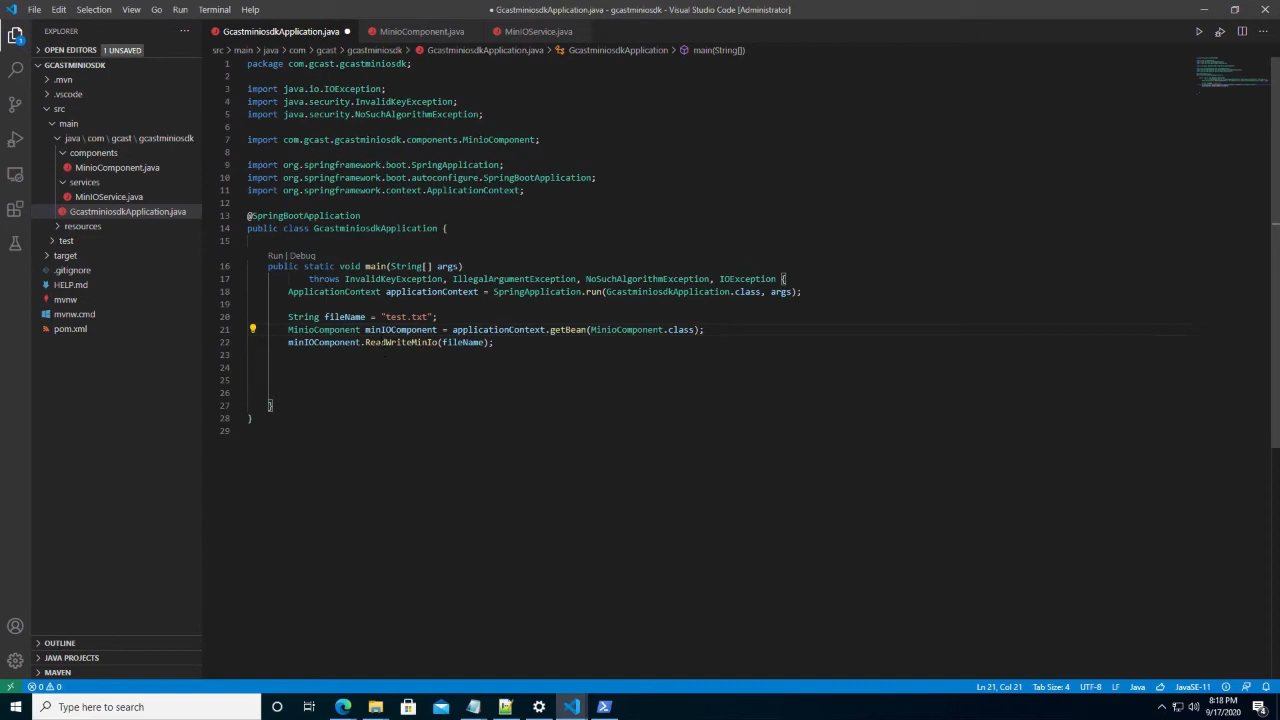 File Edit Selection View Go Run Terminal Help
● GcastminiosdkApplication.java - gcastminiosdk - Visual Studio Code [Administrator]
EXPLORER
GcastminiosdkApplication.java ● MinioComponent.java MinIOService.java
OPEN EDITORS 1 UNSAVED
src > main > java > com > gcast > gcastminiosdk > GcastminiosdkApplication.java > GcastminiosdkApplication > main(String[])
GCASTMINIOSDK
.mvn
.vscode
src
main
java \ com \ gcast \ gcastminiosdk
components
MinioComponent.java
services
MinIOService.java
GcastminiosdkApplication.java
resources
test
target
.gitignore
HELP.md
mvnw
mvnw.cmd
pom.xml
OUTLINE
JAVA PROJECTS
MAVEN
1 package com.gcast.gcastminiosdk;
2
3 import java.io.IOException;
4 import java.security.InvalidKeyException;
5 import java.security.NoSuchAlgorithmException;
6
7 import com.gcast.gcastminiosdk.components.MinioComponent;
8
9 import org.springframework.boot.SpringApplication;
10 import org.springframework.boot.autoconfigure.SpringBootApplication;
11 import org.springframework.context.ApplicationContext;
12
13 @SpringBootApplication
14 public class GcastminiosdkApplication {
15
Run | Debug
16 public static void main(String[] args)
17 throws InvalidKeyException, IllegalArgumentException, NoSuchAlgorithmException, IOException {
18 ApplicationContext applicationContext = SpringApplication.run(GcastminiosdkApplication.class, args);
19
20 String fileName = "test.txt";
21 MinioComponent minIOComponent = applicationContext.getBean(MinioComponent.class);
22 minIOComponent.ReadWriteMinIo(fileName);
23
24
25
26
27 }
28 }
29
0 0
Ln 21, Col 21 Tab Size: 4 UTF-8 LF Java JavaSE-11
Type here to search
8:18 PM
9/17/2020